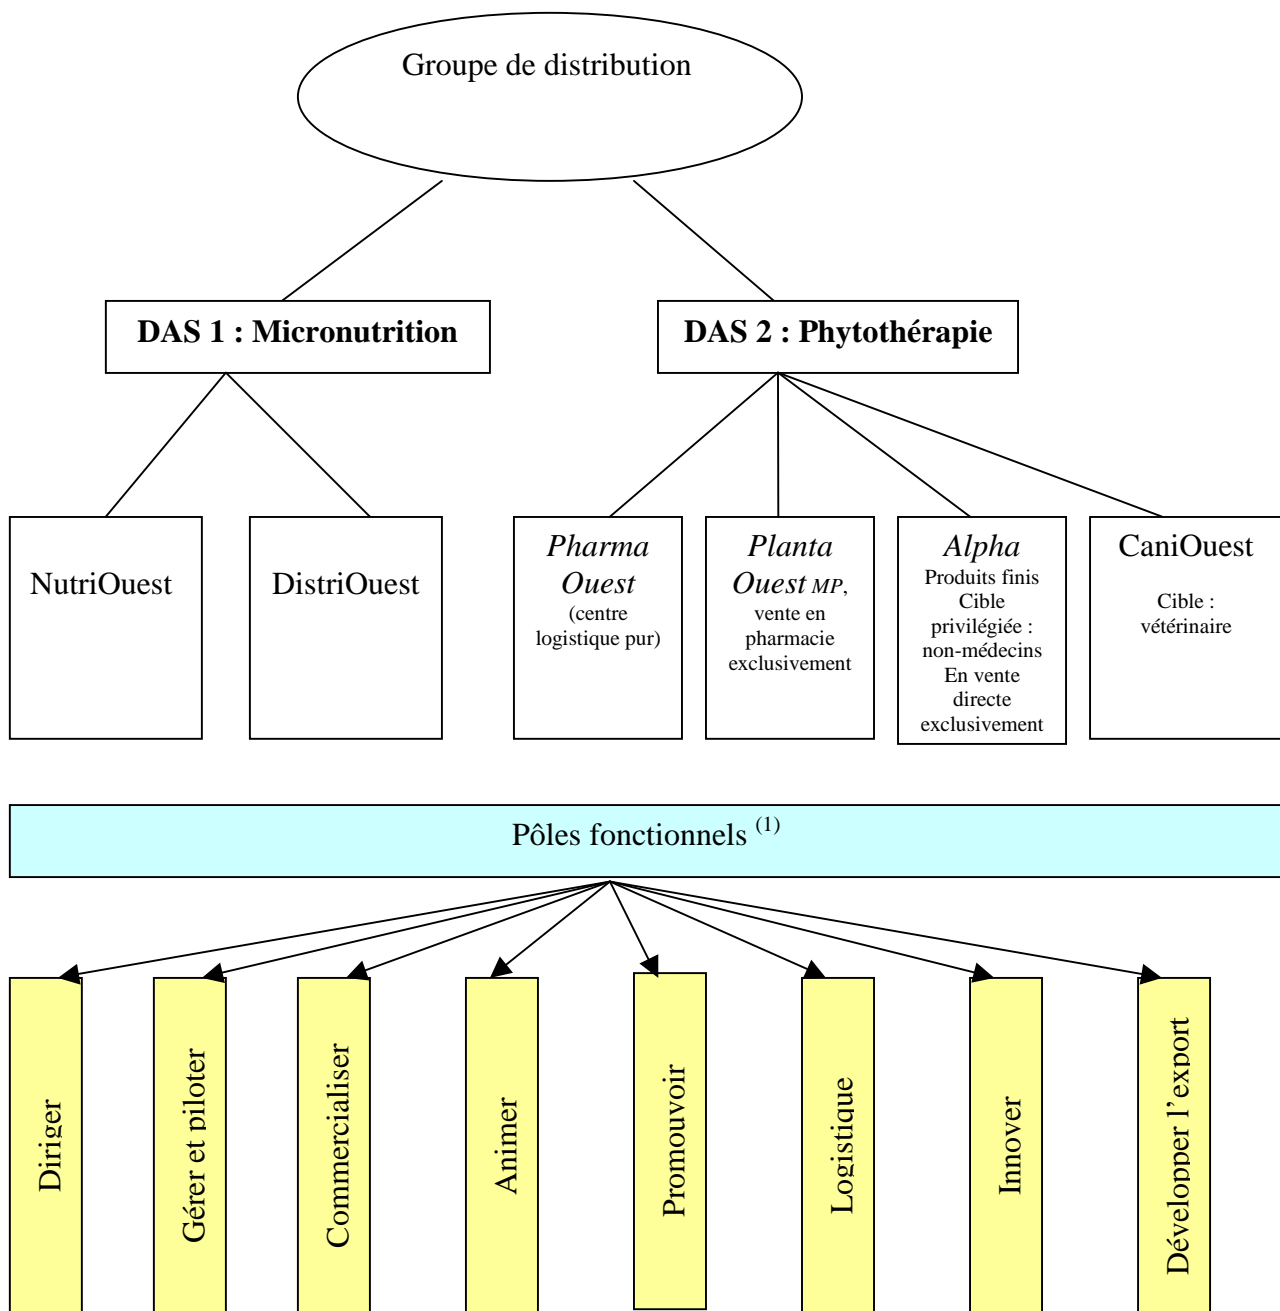 Groupe de distribution
DAS 1 : Micronutrition
DAS 2 : Phytothérapie
NutriOuest
DistriOuest
Pharma
Ouest
(centre
logistique pur)
Planta
Ouest MP,
vente en
pharmacie
exclusivement
Alpha
Produits finis
Cible
privilégiée :
non-médecins
En vente
directe
exclusivement
CaniOuest
Cible :
vétérinaire
Pôles fonctionnels (1)
Diriger
Gérer et piloter
Commercialiser
Animer
Promouvoir
Logistique
Innover
Développer l’export